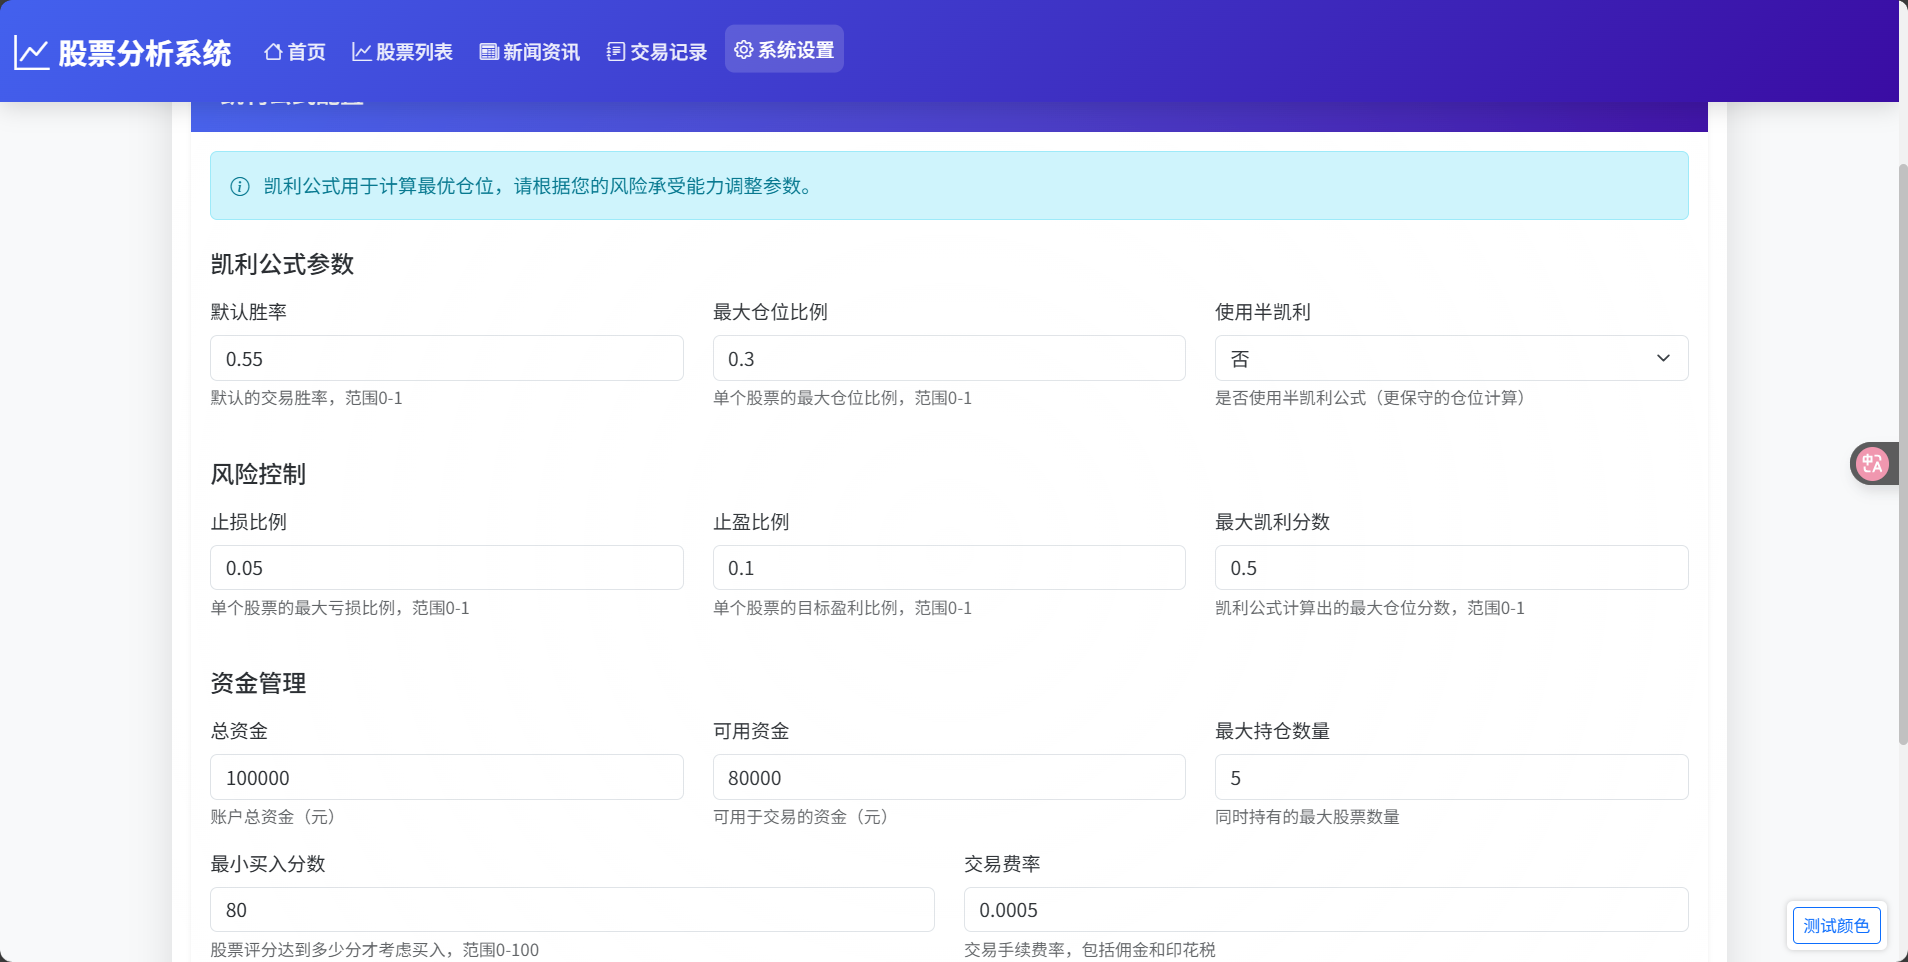 股票分析系统
首页
股票列表
新闻资讯
交易记录
系统设置
凯利公式用于计算最优仓位，请根据您的风险承受能力调整参数。
凯利公式参数
默认胜率
最大仓位比例
使用半凯利
0.55
0.3
否
默认的交易胜率，范围0-1
单个股票的最大仓位比例，范围0-1
是否使用半凯利公式（更保守的仓位计算）
风险控制
止损比例
止盈比例
最大凯利分数
0.05
0.1
0.5
单个股票的最大亏损比例，范围0-1
单个股票的目标盈利比例，范围0-1
凯利公式计算出的最大仓位分数，范围0-1
资金管理
总资金
可用资金
最大持仓数量
100000
80000
5
账户总资金（元）
可用于交易的资金（元）
同时持有的最大股票数量
最小买入分数
交易费率
80
0.0005
股票评分达到多少分才考虑买入，范围0-100
交易手续费率，包括佣金和印花税
测试颜色